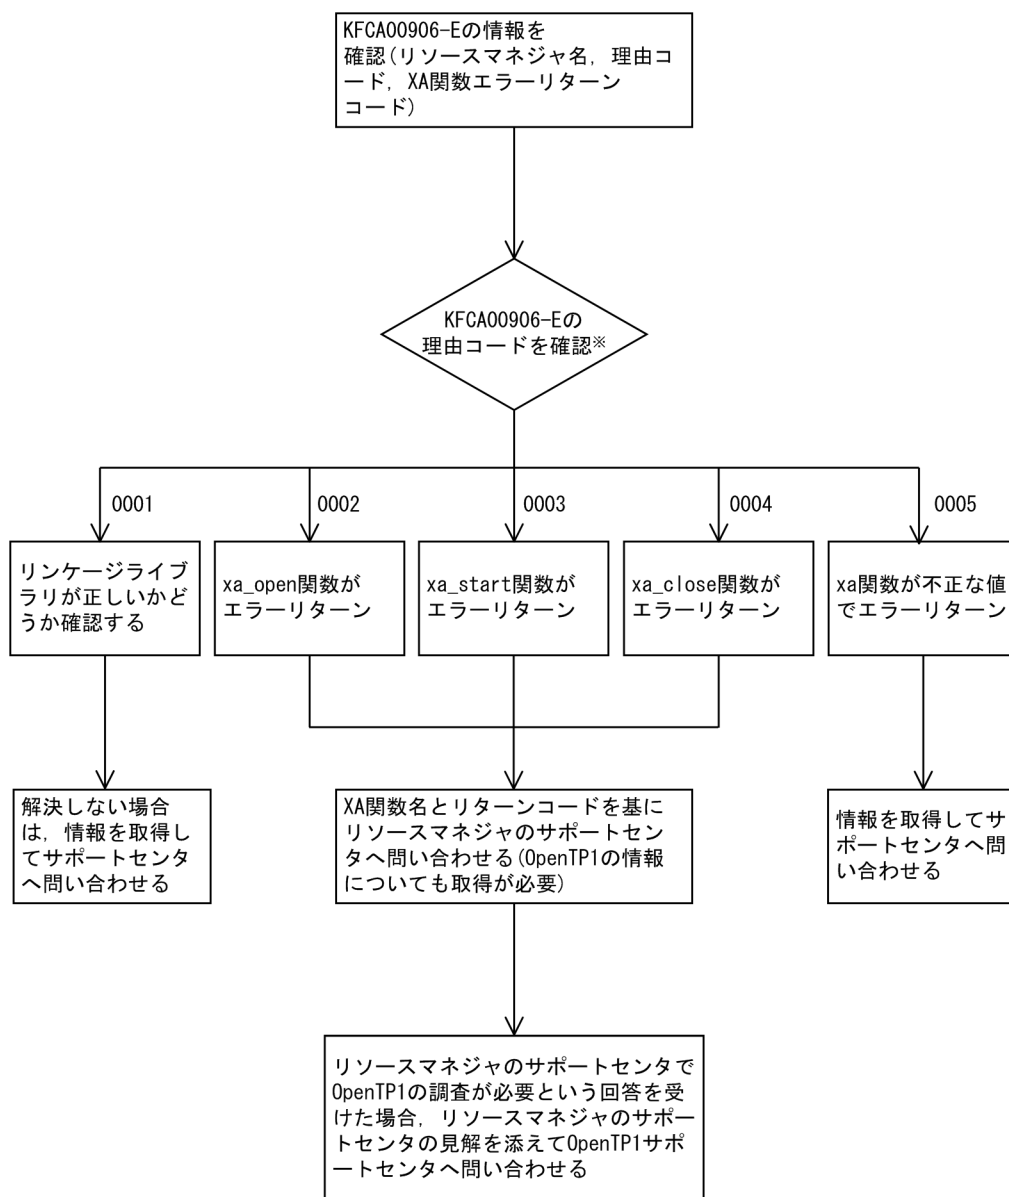 KFCA00906-Eの情報を
確認(リソースマネジャ名，理由コ
ード，XA関数エラーリターン
コード)
KFCA00906-Eの
理由コードを確認※
0001
0002
0003
0004
0005
リンケージライブ
ラリが正しいかど
うか確認する
xa_open関数が
エラーリターン
xa_start関数が
エラーリターン
xa_close関数が
エラーリターン
xa関数が不正な値
でエラーリターン
解決しない場合
は，情報を取得し
てサポートセンタ
へ問い合わせる
XA関数名とリターンコードを基に
リソースマネジャのサポートセン
タへ問い合わせる(OpenTP1の情報
についても取得が必要)
情報を取得してサ
ポートセンタへ問
い合わせる
リソースマネジャのサポートセンタで
OpenTP1の調査が必要という回答を受
けた場合，リソースマネジャのサポー
トセンタの見解を添えてOpenTP1サポ
ートセンタへ問い合わせる